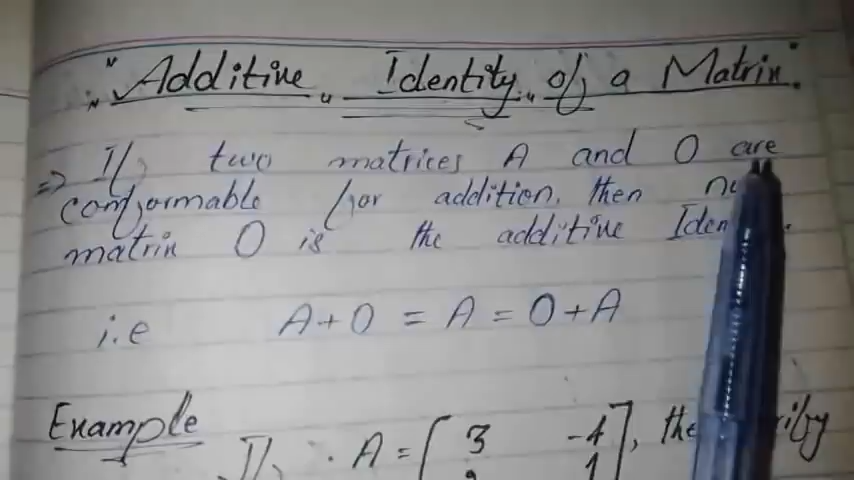 "Additive" Identity" of a Matrix"
=> If, two matrices A and O are
conformable for addition. then
matrix O is the additive
i.e A+O = A = O+A
Example
If, A = [ 3 -4 ],
1